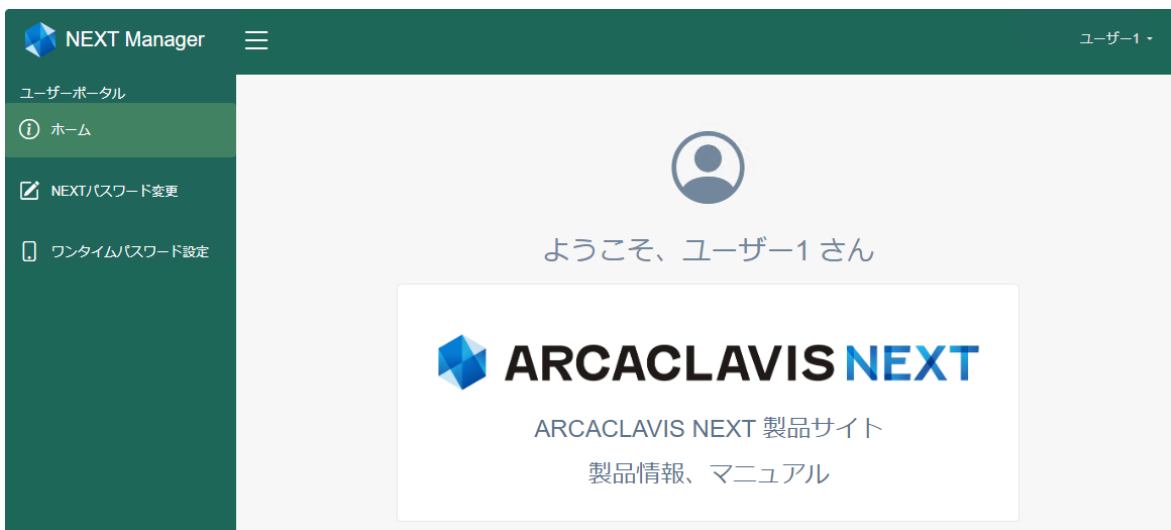 NEXT Manager
ユーザー1
ユーザーポータル
ホーム
NEXTパスワード変更
ワンタイムパスワード設定
ようこそ、ユーザー1 さん
ARCACLAVIS NEXT
ARCACLAVIS NEXT 製品サイト
製品情報、マニュアル